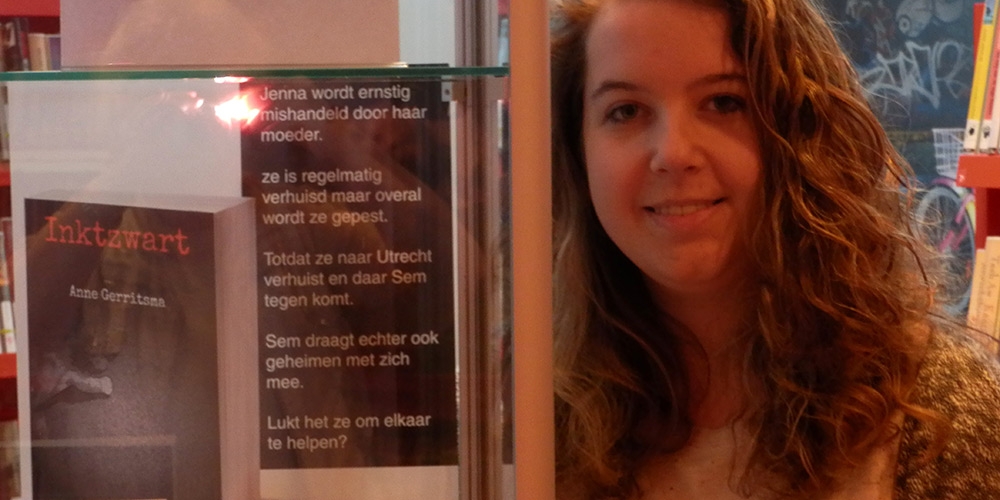 Inktzwart
Anne Gerritsma
Jenna wordt ernstig
mishandeld door haar
moeder.
ze is regelmatig
verhuisd maar overal
wordt ze gepest.
Totdat ze naar Utrecht
verhuist en daar Sem
tegen komt.
Sem draagt echter ook
geheimen met zich
mee.
Lukt het ze om elkaar
te helpen?